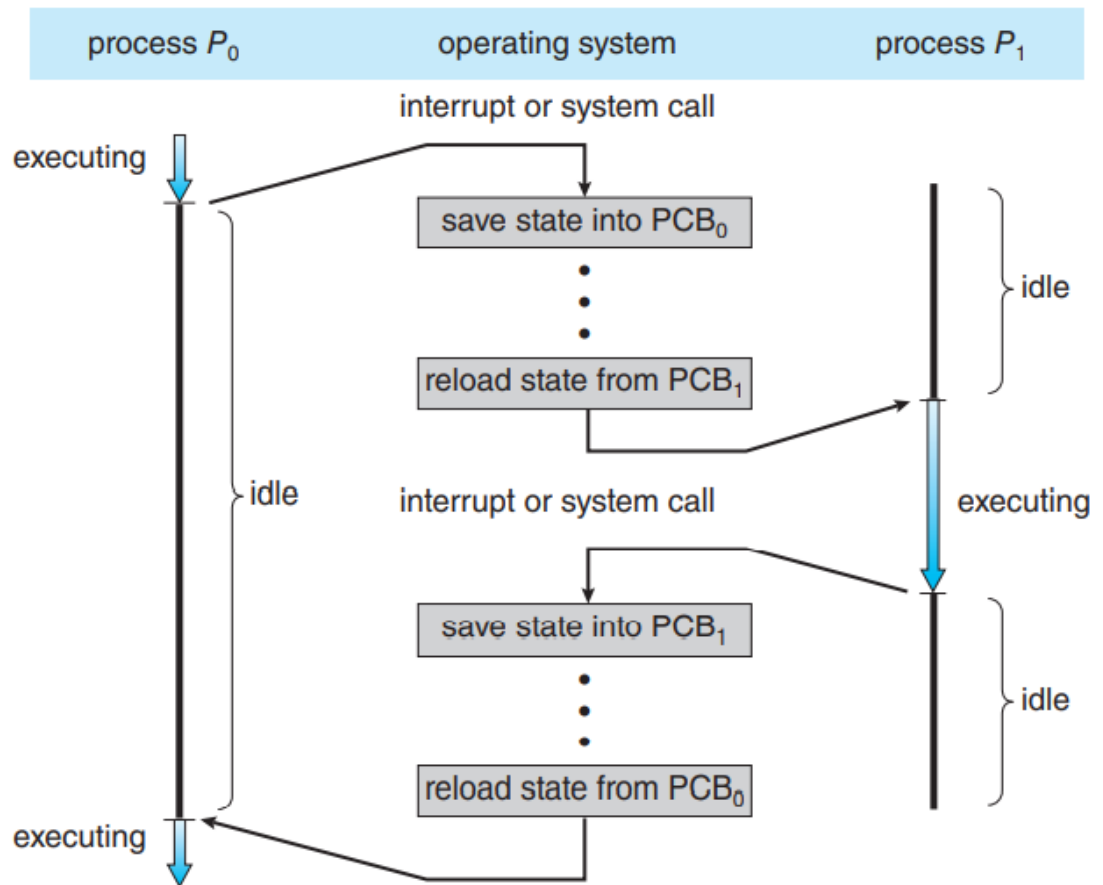 process P₀ operating system process P₁
interrupt or system call
executing
save state into PCB₀
idle
reload state from PCB₁
idle
interrupt or system call
executing
save state into PCB₁
idle
reload state from PCB₀
executing